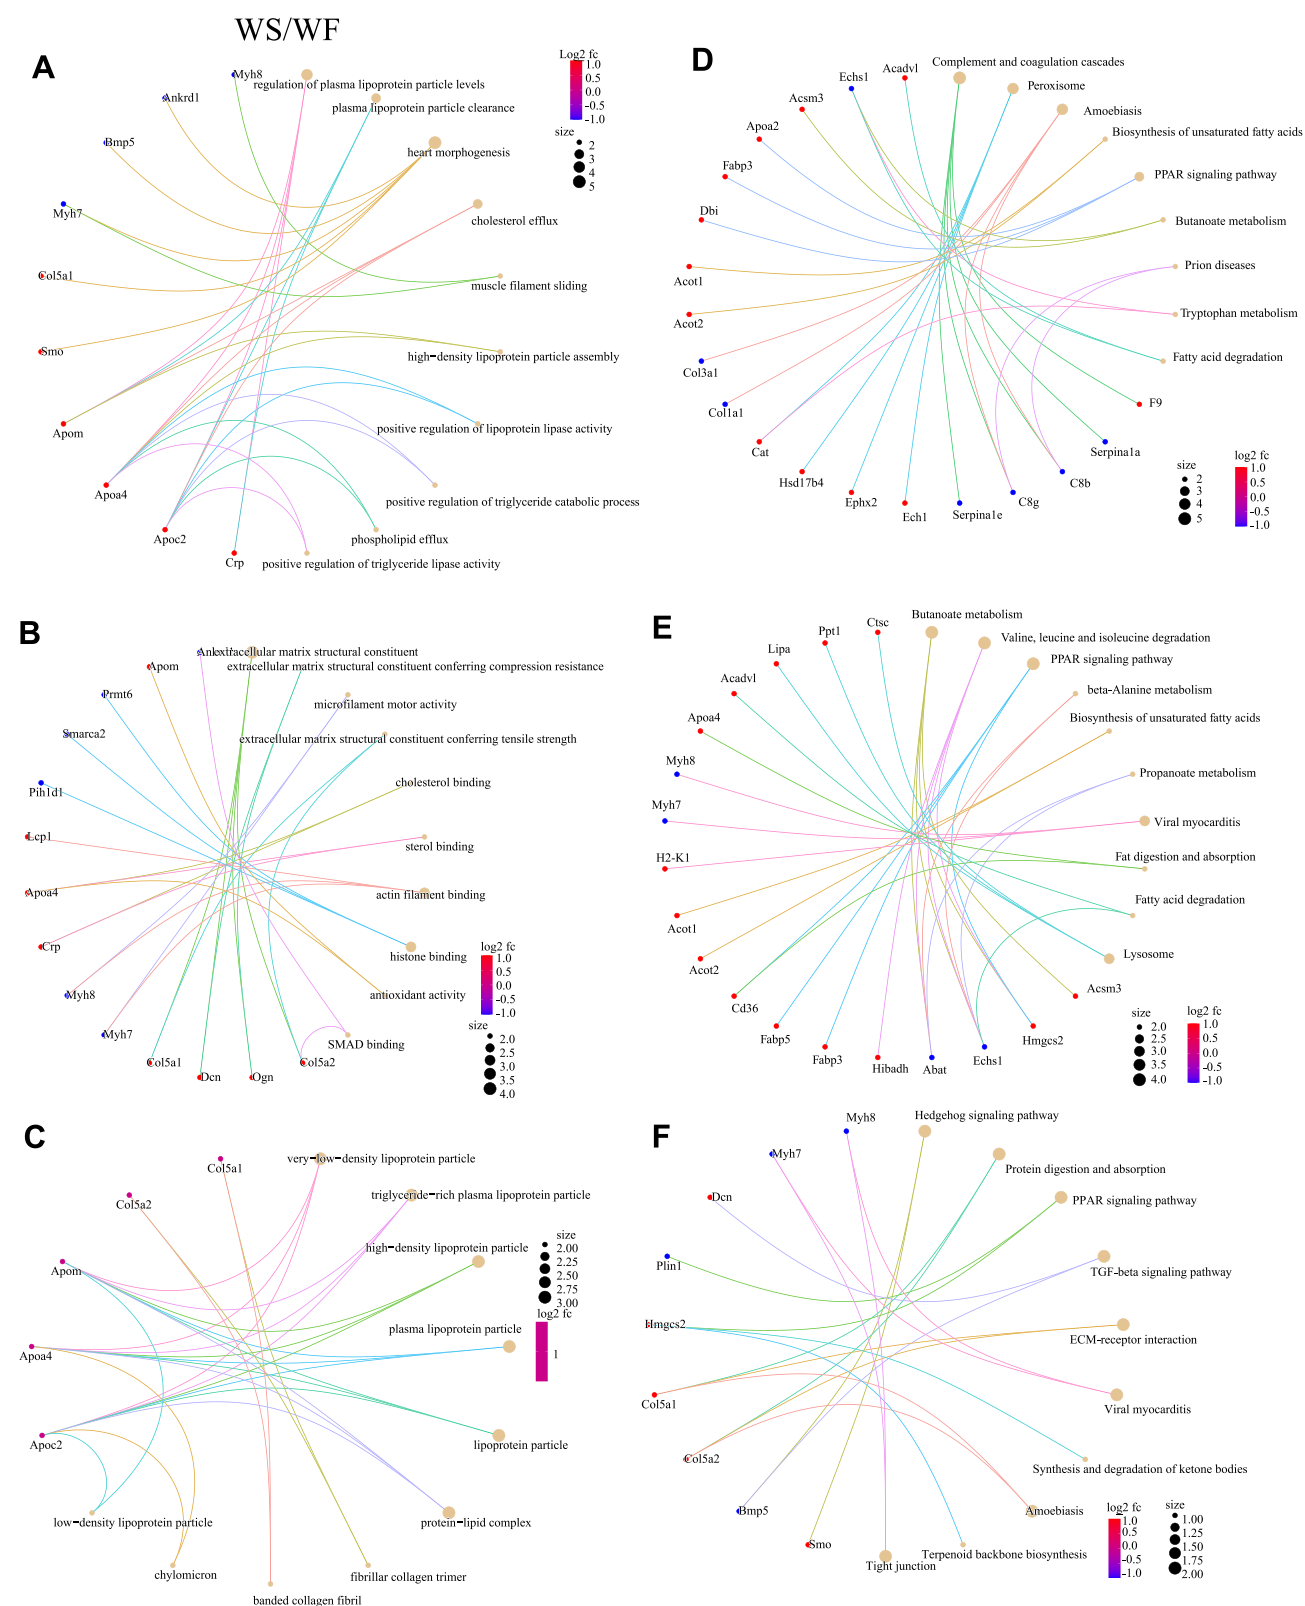 WS/WF
A
Myh8
regulation of plasma lipoprotein particle levels
Ankrd1
plasma lipoprotein particle clearance
Bmp5
heart morphogenesis
Myh7
cholesterol efflux
Col5a1
muscle filament sliding
Smo
high-density lipoprotein particle assembly
Apom
positive regulation of lipoprotein lipase activity
Apoa4
positive regulation of triglyceride catabolic process
Apoc2
phospholipid efflux
Crp
positive regulation of triglyceride lipase activity
Log2 fc
1.0
0.5
0.0
-0.5
-1.0
size
2
3
4
5
D
Complement and coagulation cascades
Acadvl
Echs1
Peroxisome
Acsm3
Amoebiasis
Apoa2
Biosynthesis of unsaturated fatty acids
Fabp3
PPAR signaling pathway
Dbi
Butanoate metabolism
Prion diseases
Acot1
Acot2
Tryptophan metabolism
Col3a1
Fatty acid degradation
Col1a1
F9
Cat
Serpina1a
Hsd17b4
C8b
Ephx2
C8g
Ech1
Serpina1e
size
2
3
4
5
log2 fc
1.0
0.5
0.0
-0.5
-1.0
B
extracellular matrix structural constituent
Apom
extracellular matrix structural constituent conferring compression resistance
Prmt6
microfilament motor activity
Smarca2
extracellular matrix structural constituent conferring tensile strength
Pih1d1
cholesterol binding
Lcp1
sterol binding
Apoa4
actin filament binding
Crp
histone binding
Myh8
antioxidant activity
Myh7
SMAD binding
Col5a1
Dcn
Ogn
Col5a2
log2 fc
1.0
0.5
0.0
-0.5
-1.0
size
2.0
2.5
3.0
3.5
4.0
E
Butanoate metabolism
Ctsc
Ppt1
Valine, leucine and isoleucine degradation
Lipa
PPAR signaling pathway
Acadvl
beta-Alanine metabolism
Apoa4
Biosynthesis of unsaturated fatty acids
Myh8
Propanoate metabolism
Myh7
Viral myocarditis
H2-K1
Fat digestion and absorption
Acot1
Fatty acid degradation
Acot2
Lysosome
Cd36
Acsm3
Fabp5
Hmgcs2
Fabp3
Echs1
Hibadh
Abat
size
2.0
2.5
3.0
3.5
4.0
log2 fc
1.0
0.5
0.0
-0.5
-1.0
C
Col5a1
very-low-density lipoprotein particle
Col5a2
triglyceride-rich plasma lipoprotein particle
Apom
high-density lipoprotein particle
Apoa4
plasma lipoprotein particle
Apoc2
lipoprotein particle
low-density lipoprotein particle
protein-lipid complex
chylomicron
fibrillar collagen trimer
banded collagen fibril
size
2.00
2.25
2.50
2.75
3.00
log2 fc
1
F
Myh8
Hedgehog signaling pathway
Myh7
Protein digestion and absorption
Dcn
PPAR signaling pathway
Plin1
TGF-beta signaling pathway
Hmgcs2
ECM-receptor interaction
Col5a1
Viral myocarditis
Col5a2
Synthesis and degradation of ketone bodies
Bmp5
Amoebiasis
Smo
Terpenoid backbone biosynthesis
Tight junction
log2 fc
1.0
0.5
0.0
-0.5
-1.0
size
1.00
1.25
1.50
1.75
2.00